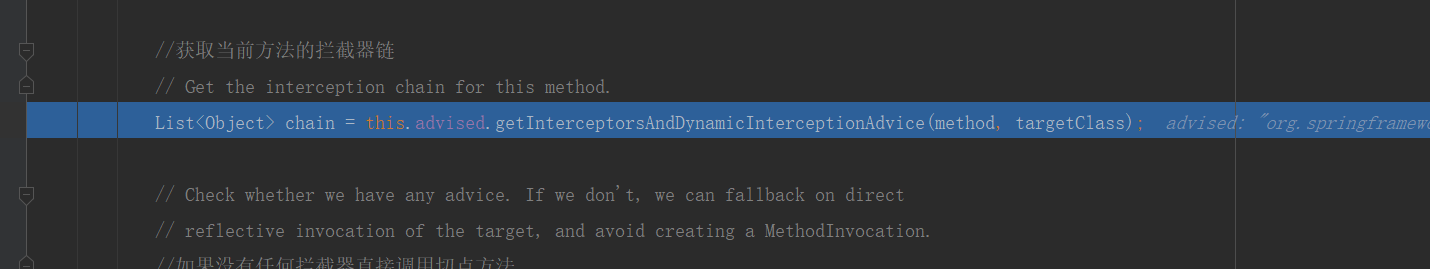 //获取当前方法的拦截器链
// Get the interception chain for this method.
List<Object> chain = this.advised.getInterceptorsAndDynamicInterceptionAdvice(method, targetClass); advised: "org.springframewo
// Check whether we have any advice. If we don't, we can fallback on direct
// reflective invocation of the target, and avoid creating a MethodInvocation.
//如果没有任何拦截器直接调用切点方法